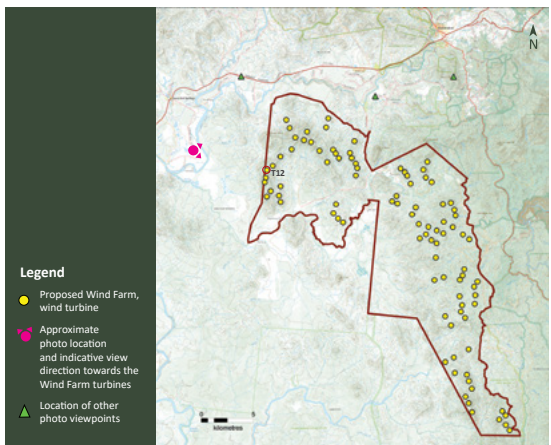 N
T12
Legend
Proposed Wind Farm,
wind turbine
Approximate
photo location
and indicative view
direction towards the
Wind Farm turbines
Location of other
photo viewpoints
0 5
kilometres